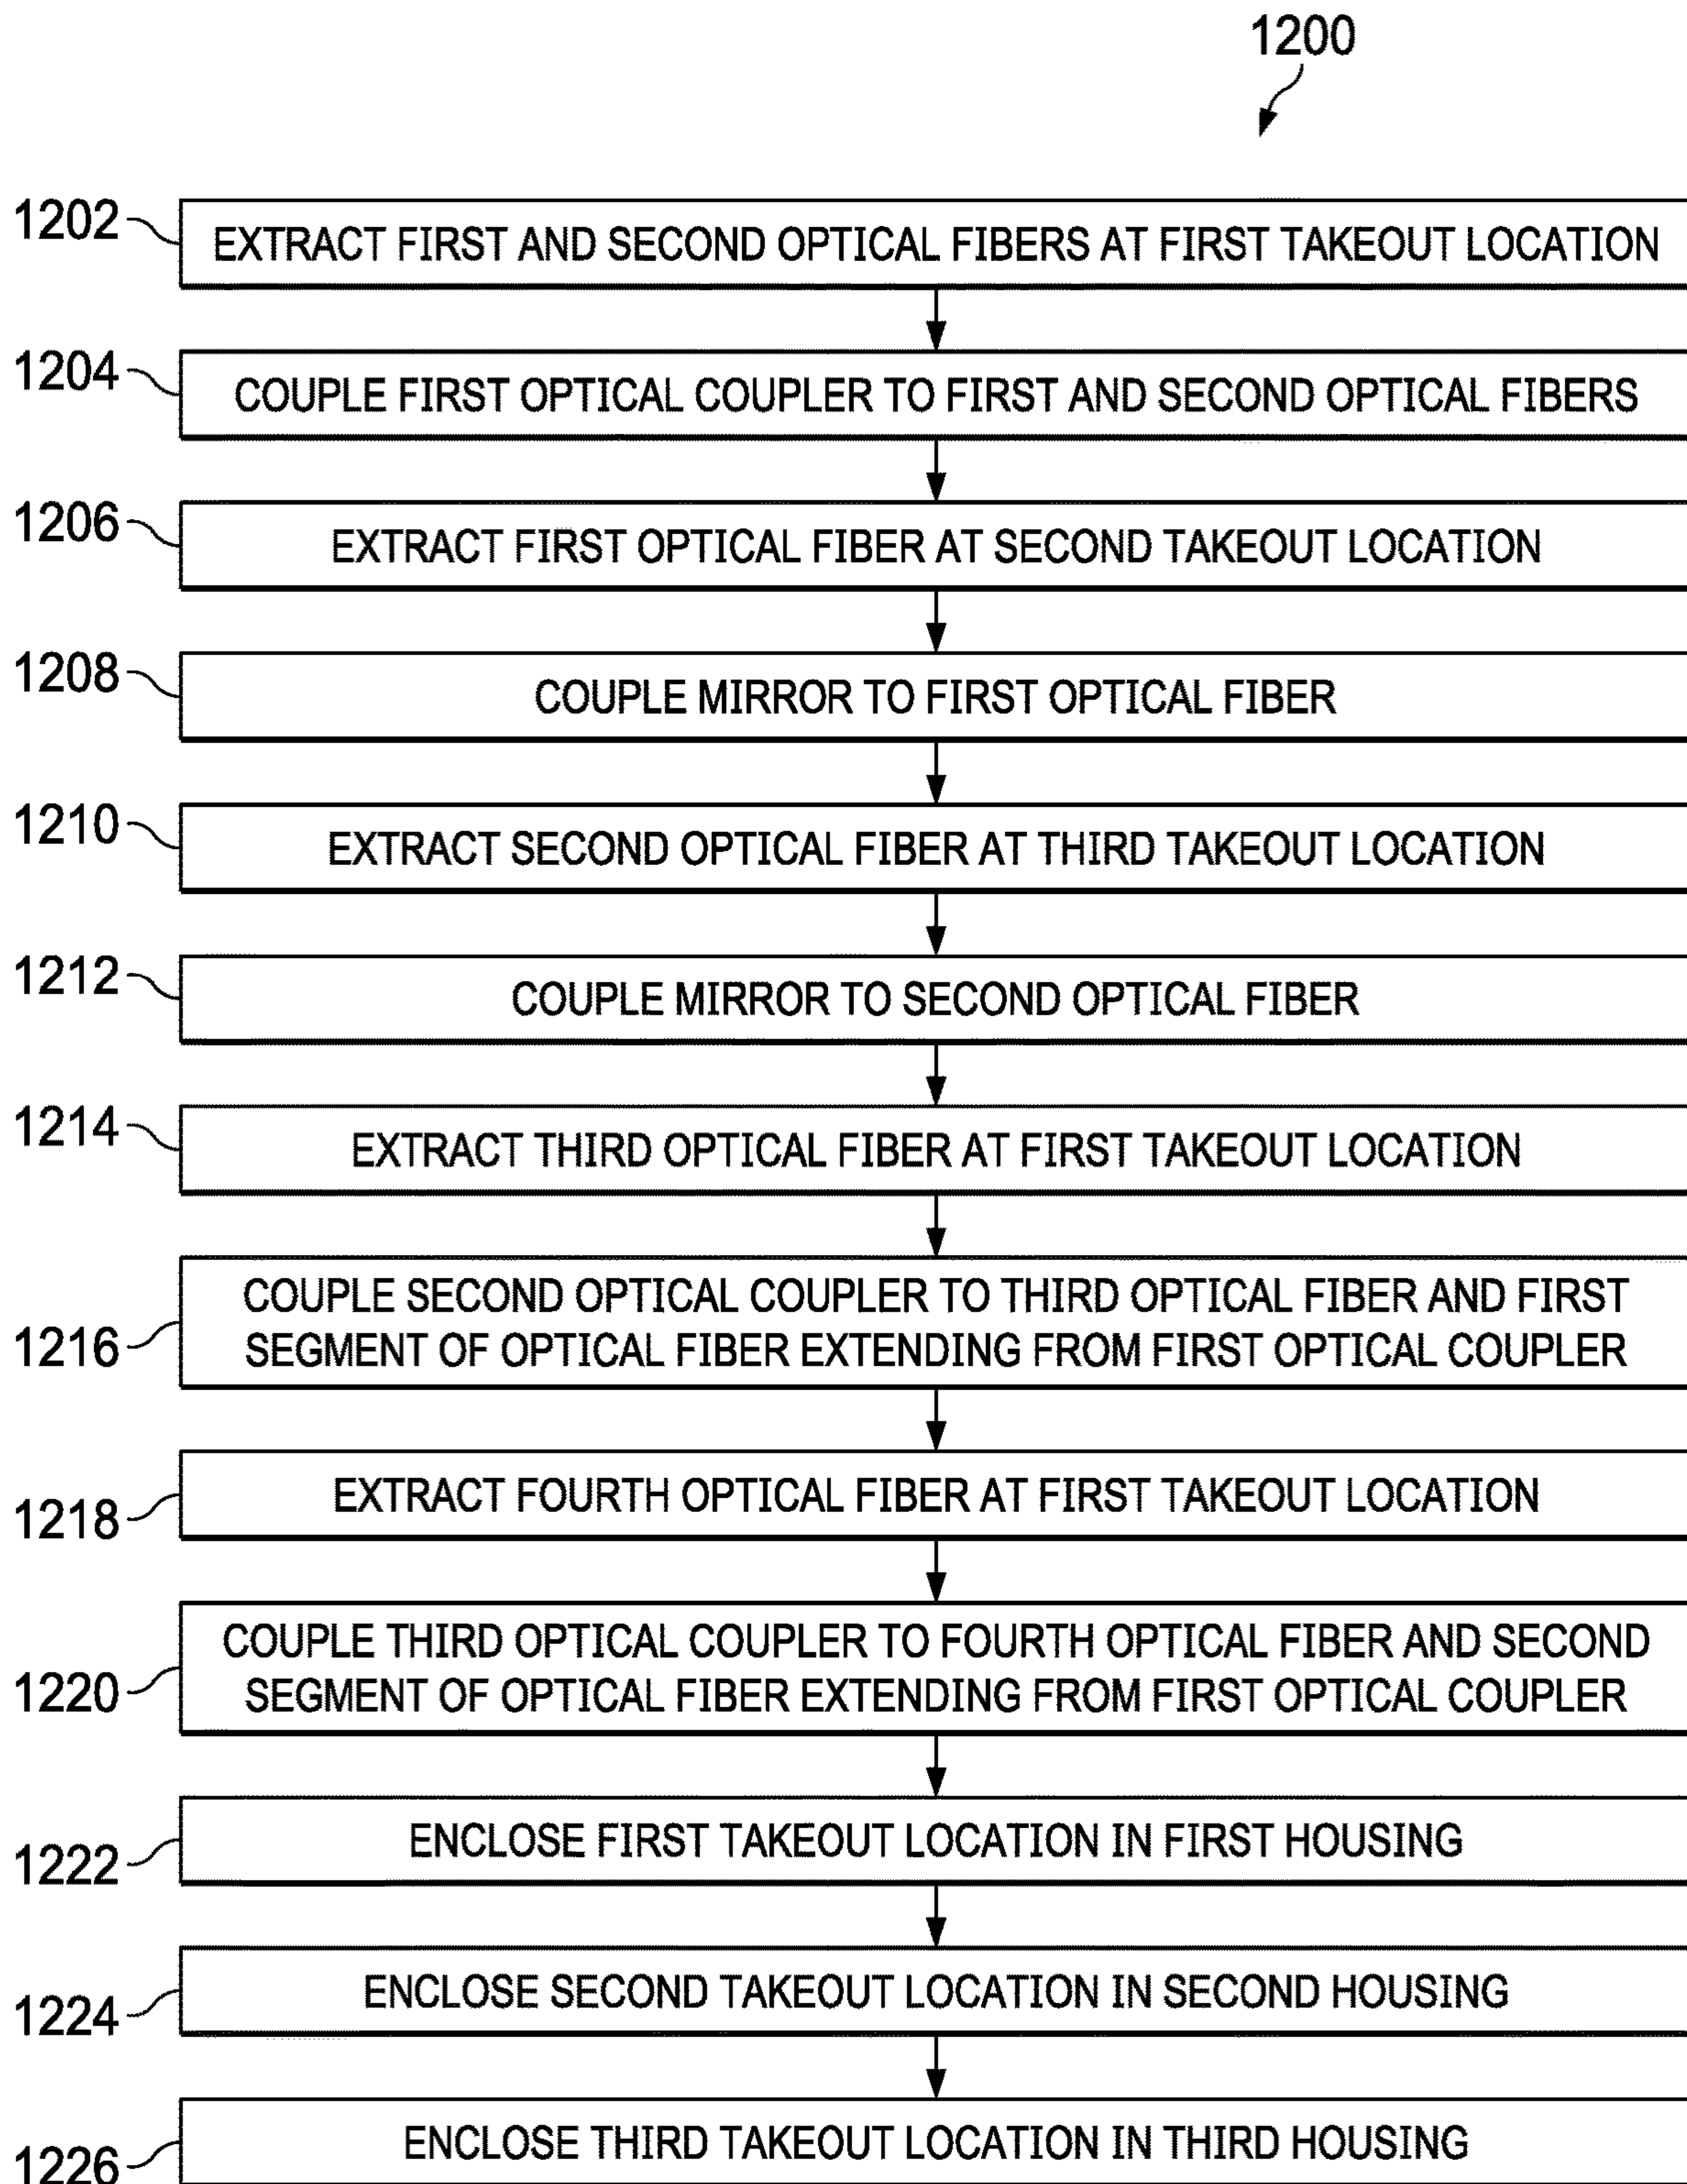 1200
1202
EXTRACT FIRST AND SECOND OPTICAL FIBERS AT FIRST TAKEOUT LOCATION
1204
COUPLE FIRST OPTICAL COUPLER TO FIRST AND SECOND OPTICAL FIBERS
1206
EXTRACT FIRST OPTICAL FIBER AT SECOND TAKEOUT LOCATION
1208
COUPLE MIRROR TO FIRST OPTICAL FIBER
1210
EXTRACT SECOND OPTICAL FIBER AT THIRD TAKEOUT LOCATION
1212
COUPLE MIRROR TO SECOND OPTICAL FIBER
1214
EXTRACT THIRD OPTICAL FIBER AT FIRST TAKEOUT LOCATION
1216
COUPLE SECOND OPTICAL COUPLER TO THIRD OPTICAL FIBER AND FIRST
SEGMENT OF OPTICAL FIBER EXTENDING FROM FIRST OPTICAL COUPLER
1218
EXTRACT FOURTH OPTICAL FIBER AT FIRST TAKEOUT LOCATION
1220
COUPLE THIRD OPTICAL COUPLER TO FOURTH OPTICAL FIBER AND SECOND
SEGMENT OF OPTICAL FIBER EXTENDING FROM FIRST OPTICAL COUPLER
1222
ENCLOSE FIRST TAKEOUT LOCATION IN FIRST HOUSING
1224
ENCLOSE SECOND TAKEOUT LOCATION IN SECOND HOUSING
1226
ENCLOSE THIRD TAKEOUT LOCATION IN THIRD HOUSING